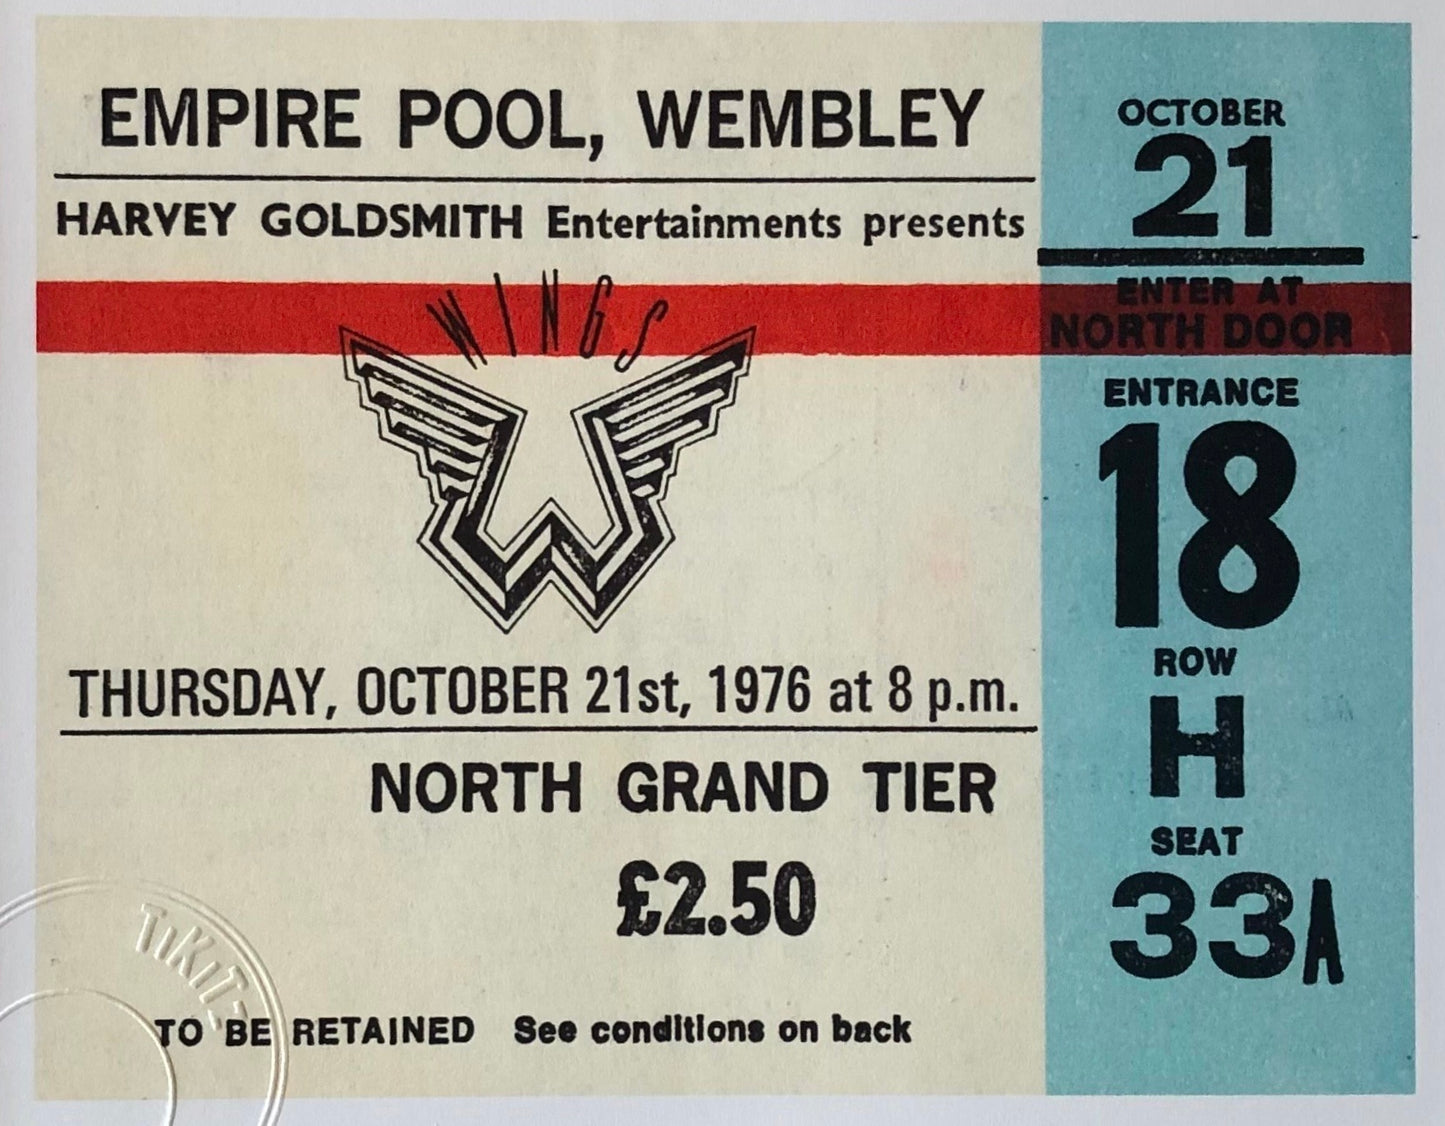 EMPIRE POOL, WEMBLEY
HARVEY GOLDSMITH Entertainments presents
WINGS
THURSDAY, OCTOBER 21st, 1976 at 8 p.m.
NORTH GRAND TIER
£2.50
TO BE RETAINED See conditions on back
TiKiTz
OCTOBER
21
ENTER AT
NORTH DOOR
ENTRANCE
18
ROW
H
SEAT
33A